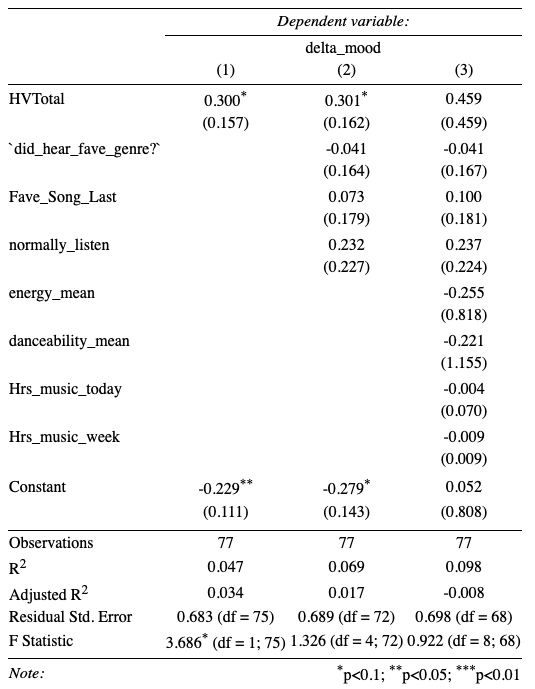 Dependent variable:
delta_mood
(1) (2) (3)
HVTotal 0.300* 0.301* 0.459
(0.157) (0.162) (0.459)
`did_hear_fave_genre?` -0.041 -0.041
(0.164) (0.167)
Fave_Song_Last 0.073 0.100
(0.179) (0.181)
normally_listen 0.232 0.237
(0.227) (0.224)
energy_mean -0.255
(0.818)
danceability_mean -0.221
(1.155)
Hrs_music_today -0.004
(0.070)
Hrs_music_week -0.009
(0.009)
Constant -0.229** -0.279* 0.052
(0.111) (0.143) (0.808)
Observations 77 77 77
R2 0.047 0.069 0.098
Adjusted R2 0.034 0.017 -0.008
Residual Std. Error 0.683 (df = 75) 0.689 (df = 72) 0.698 (df = 68)
F Statistic 3.686* (df = 1; 75) 1.326 (df = 4; 72) 0.922 (df = 8; 68)
Note: *p<0.1; **p<0.05; ***p<0.01